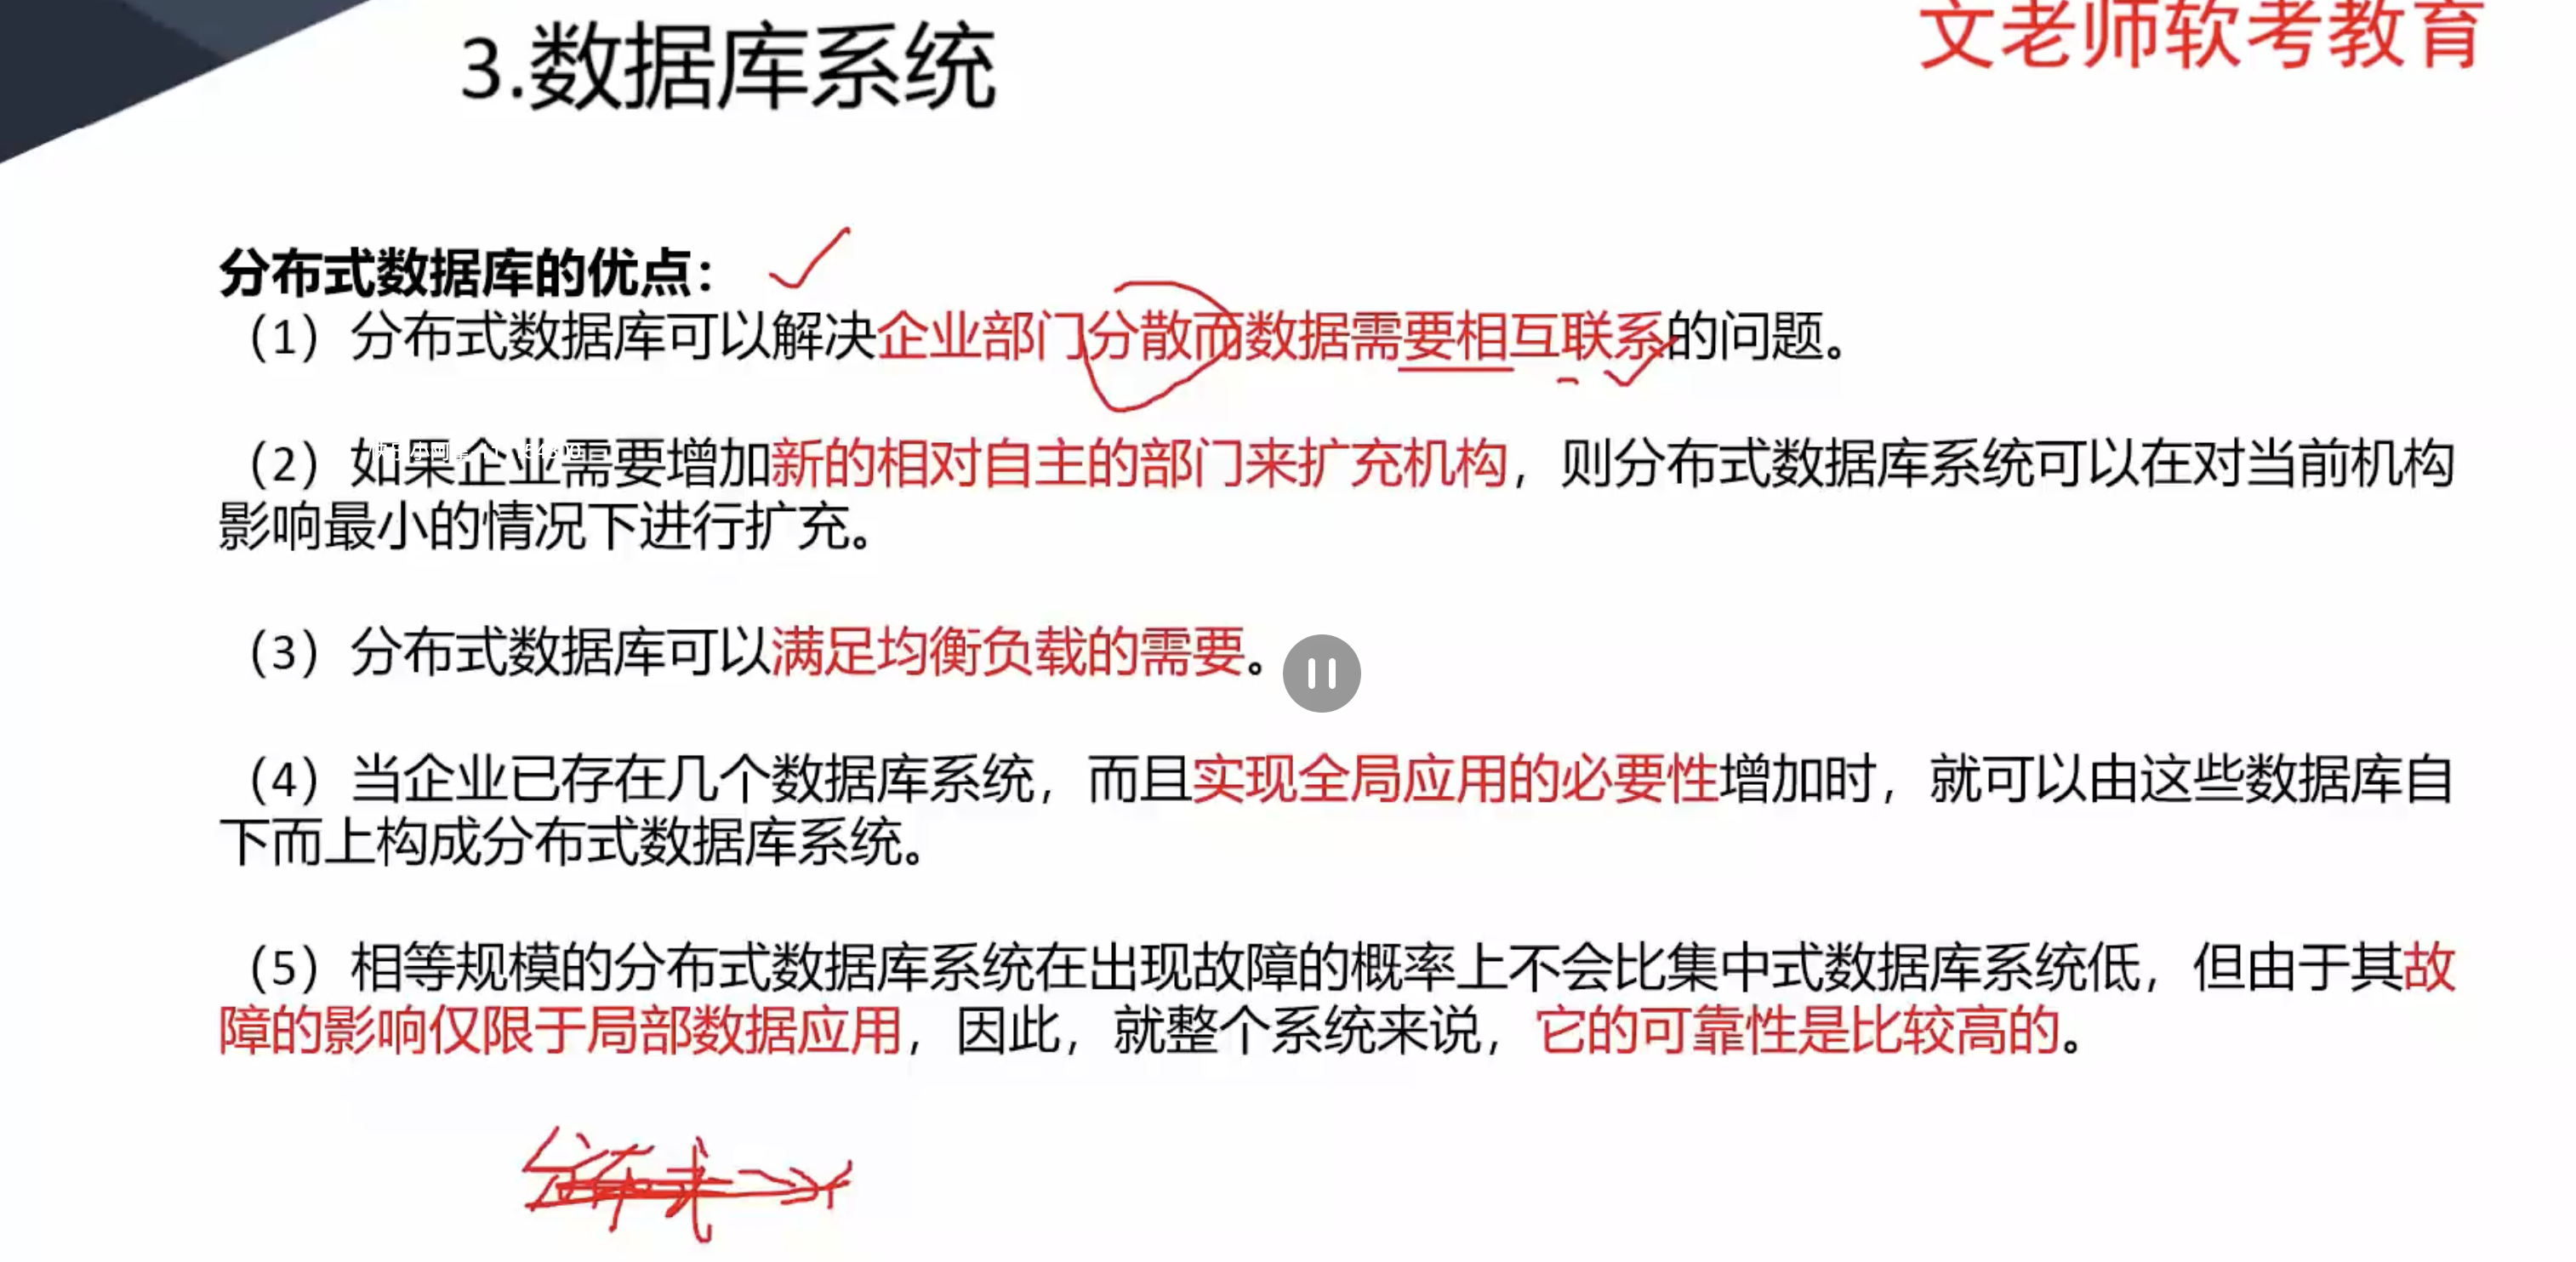 3.数据库系统
文老师软考教育
分布式数据库的优点：
（1）分布式数据库可以解决企业部门分散而数据需要相互联系的问题。
（2）如果企业需要增加新的相对自主的部门来扩充机构，则分布式数据库系统可以在对当前机构
影响最小的情况下进行扩充。
（3）分布式数据库可以满足均衡负载的需要。
（4）当企业已存在几个数据库系统，而且实现全局应用的必要性增加时，就可以由这些数据库自
下而上构成分布式数据库系统。
（5）相等规模的分布式数据库系统在出现故障的概率上不会比集中式数据库系统低，但由于其故
障的影响仅限于局部数据应用，因此，就整个系统来说，它的可靠性是比较高的。
分布式